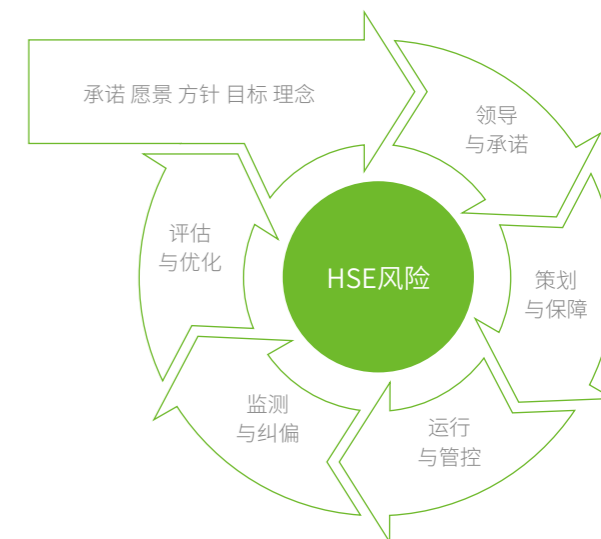 承诺 愿景 方针 目标 理念
领导
与承诺
策划
与保障
运行
与管控
监测
与纠偏
评估
与优化
HSE风险